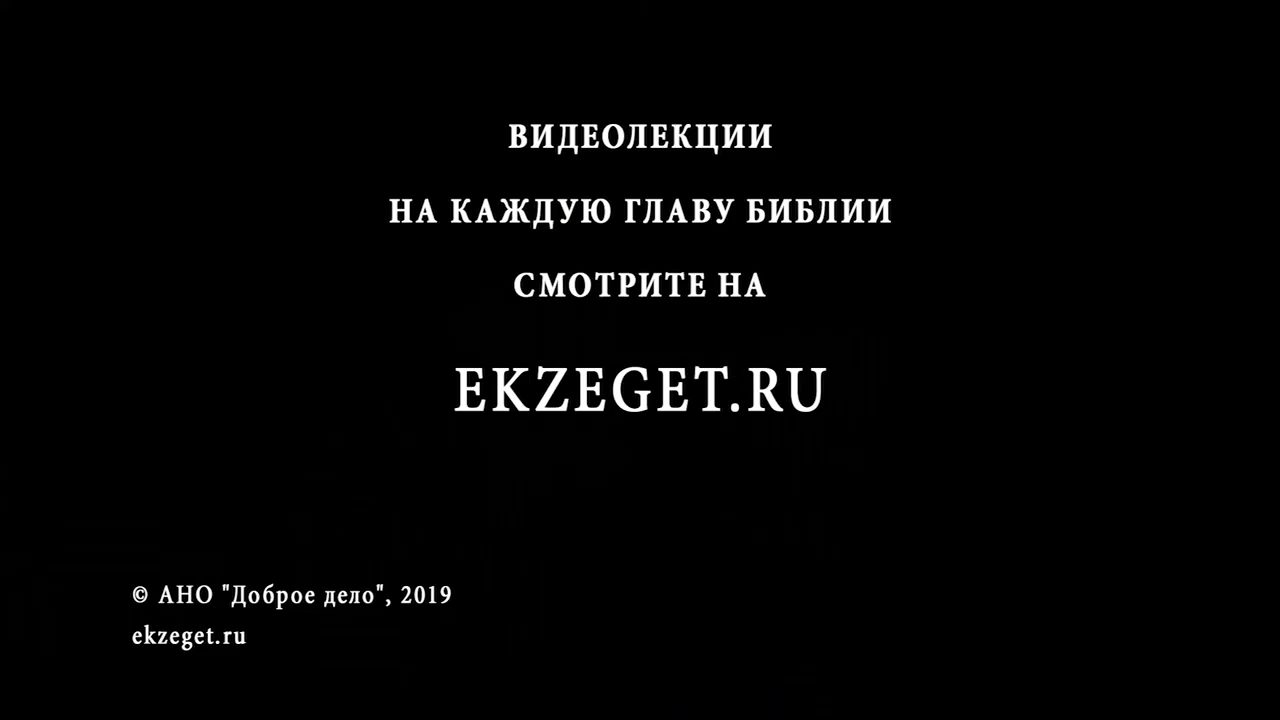 ВИДЕОЛЕКЦИИ
НА КАЖДУЮ ГЛАВУ БИБЛИИ
СМОТРИТЕ НА
EKZEGET.RU
© АНО "Доброе дело", 2019
ekzeget.ru